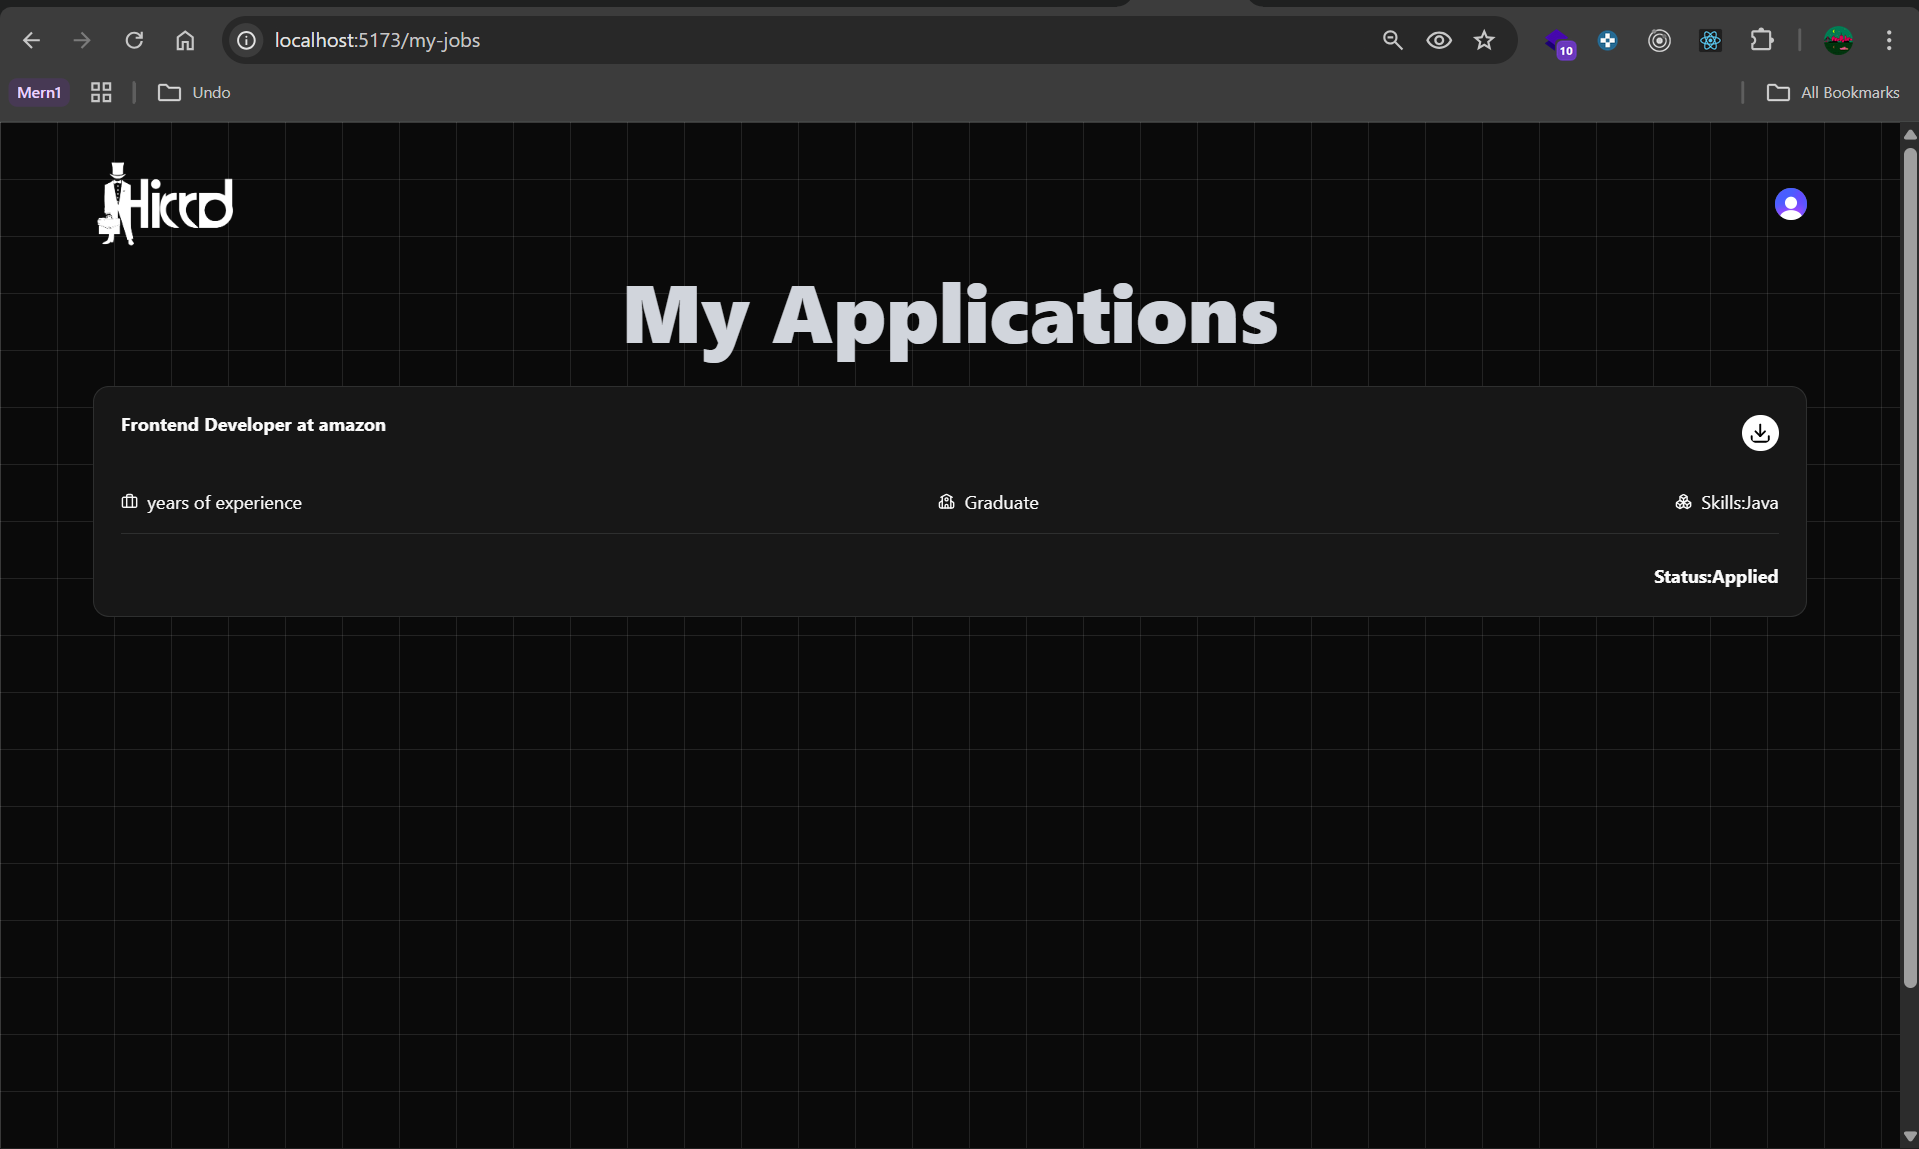 localhost:5173/my-jobs
10
Mern1
Undo
All Bookmarks
Hirrd
My Applications
Frontend Developer at amazon
years of experience
Graduate
Skills:Java
Status:Applied